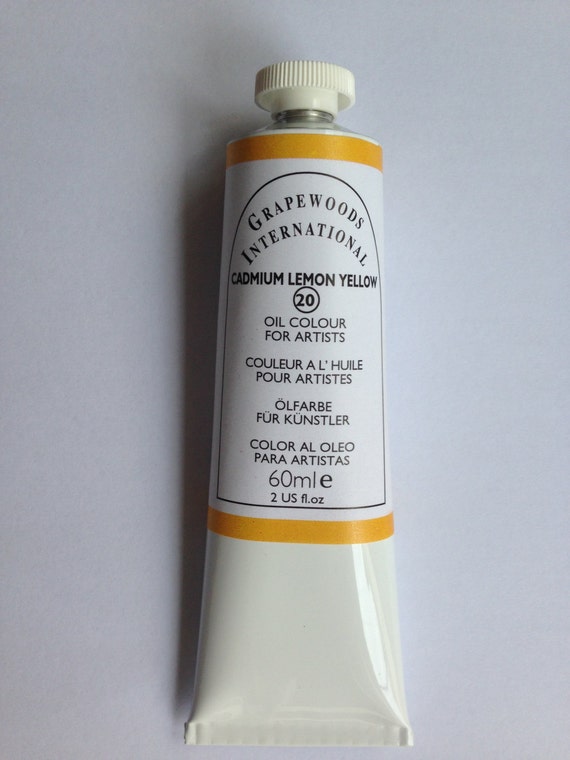 GRAPEWOODS
INTERNATIONAL
CADMIUM LEMON YELLOW
20
OIL COLOUR
FOR ARTISTS
COULEUR A L' HUILE
POUR ARTISTES
ÖLFARBE
FÜR KÜNSTLER
COLOR AL OLEO
PARA ARTISTAS
60ml e
2 US fl.oz